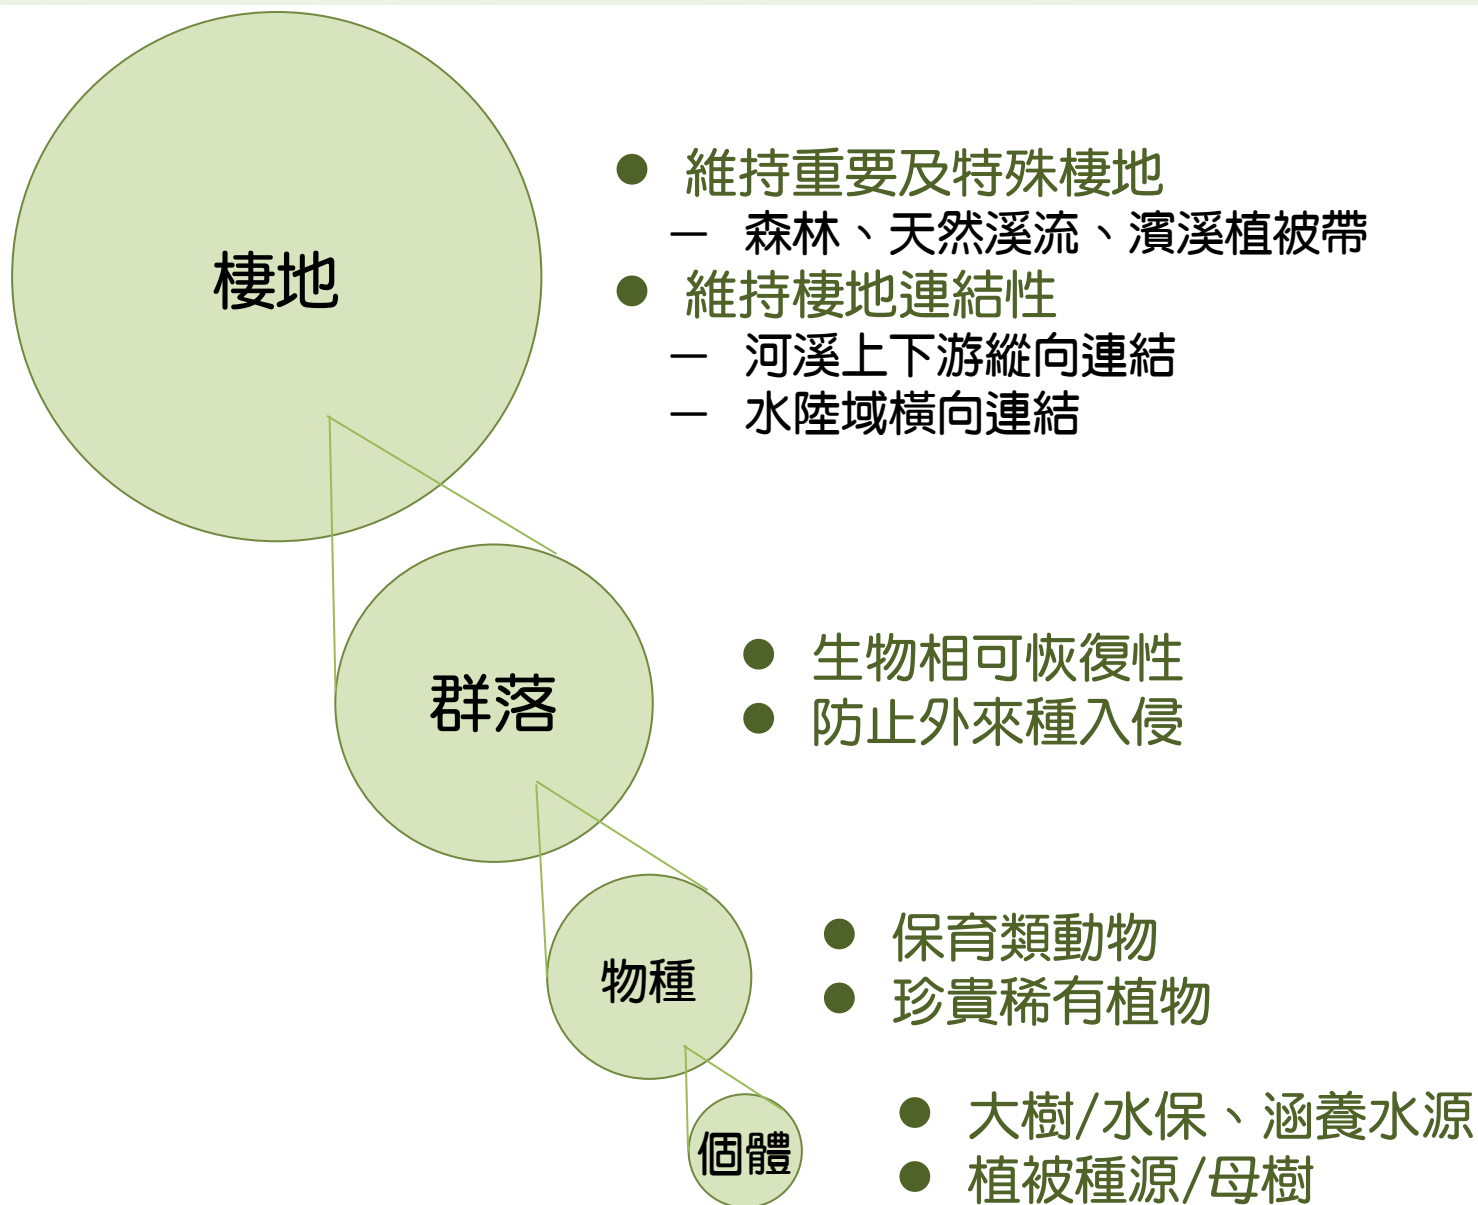 棲地
● 維持重要及特殊棲地
— 森林、天然溪流、濱溪植被帶
● 維持棲地連結性
— 河溪上下游縱向連結
— 水陸域橫向連結
群落
● 生物相可恢復性
● 防止外來種入侵
物種
● 保育類動物
● 珍貴稀有植物
個體
● 大樹/水保、涵養水源
● 植被種源/母樹